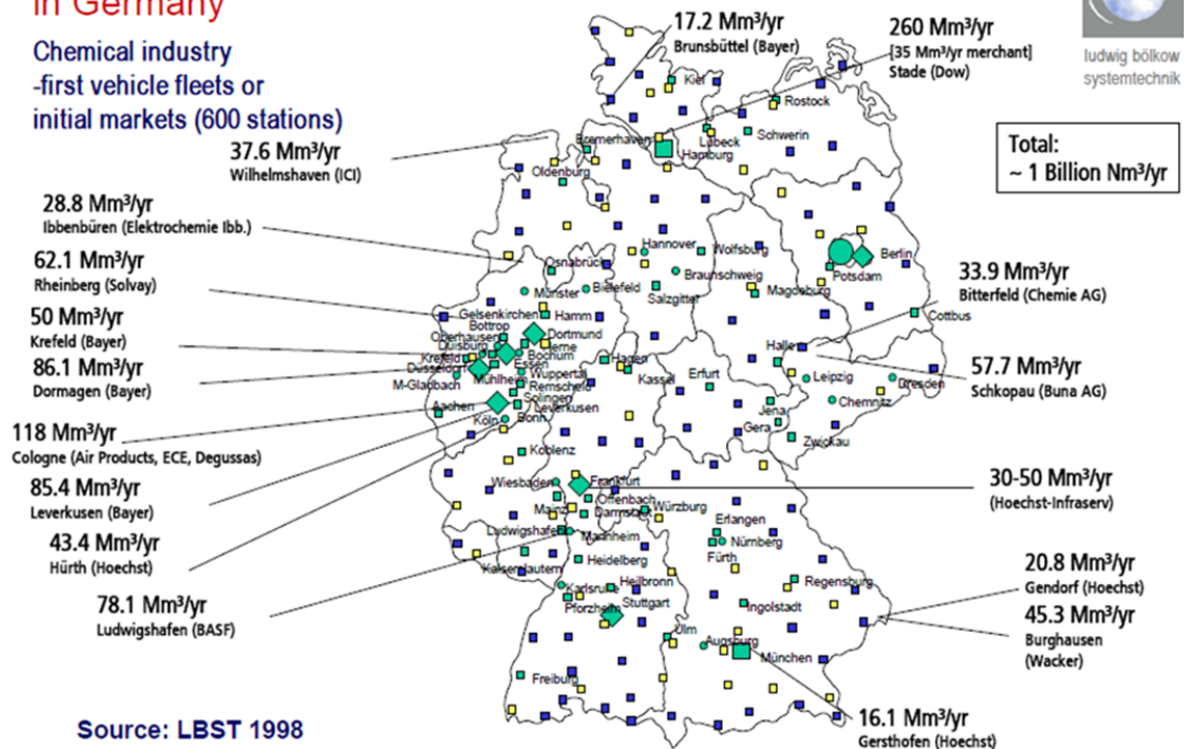 in Germany
Chemical industry
-first vehicle fleets or
initial markets (600 stations)
17.2 Mm³/yr
Brunsbüttel (Bayer)
260 Mm³/yr
[35 Mm³/yr merchant]
Stade (Dow)
ludwig bölkow
systemtechnik
Total:
~ 1 Billion Nm³/yr
37.6 Mm³/yr
Wilhelmshaven (ICI)
28.8 Mm³/yr
Ibbenbüren (Elektrochemie Ibb.)
62.1 Mm³/yr
Rheinberg (Solvay)
50 Mm³/yr
Krefeld (Bayer)
86.1 Mm³/yr
Dormagen (Bayer)
118 Mm³/yr
Cologne (Air Products, ECE, Degussas)
85.4 Mm³/yr
Leverkusen (Bayer)
43.4 Mm³/yr
Hürth (Hoechst)
78.1 Mm³/yr
Ludwigshafen (BASF)
33.9 Mm³/yr
Bitterfeld (Chemie AG)
57.7 Mm³/yr
Schkopau (Buna AG)
30-50 Mm³/yr
(Hoechst-Infraserv)
20.8 Mm³/yr
Gendorf (Hoechst)
45.3 Mm³/yr
Burghausen
(Wacker)
16.1 Mm³/yr
Gersthofen (Hoechst)
Kiel
Rostock
Bremerhaven
Lübeck
Schwerin
Hamburg
Oldenburg
Hannover
Wolfsburg
Berlin
Potsdam
Osnabrück
Braunschweig
Münster
Bielefeld
Salzgitter
Magdeburg
Cottbus
Gelsenkirchen
Hamm
Bottrop
Oberhausen
Dortmund
Duisburg
Herne
Halle
Krefeld
Bochum
Essen
Hagen
Düsseldorf
Wuppertal
Kassel
Erfurt
Leipzig
Dresden
M-Gladbach
Mühlheim
Remscheid
Solingen
Chemnitz
Aachen
Leverkusen
Jena
Köln
Bonn
Gera
Zwickau
Koblenz
Wiesbaden
Frankfurt
Offenbach
Mainz
Darmstadt
Würzburg
Erlangen
Ludwigshafen
Mannheim
Nürnberg
Fürth
Heidelberg
Kaiserslautern
Karlsruhe
Heilbronn
Regensburg
Pforzheim
Stuttgart
Ingolstadt
Ulm
Augsburg
München
Freiburg
Source: LBST 1998